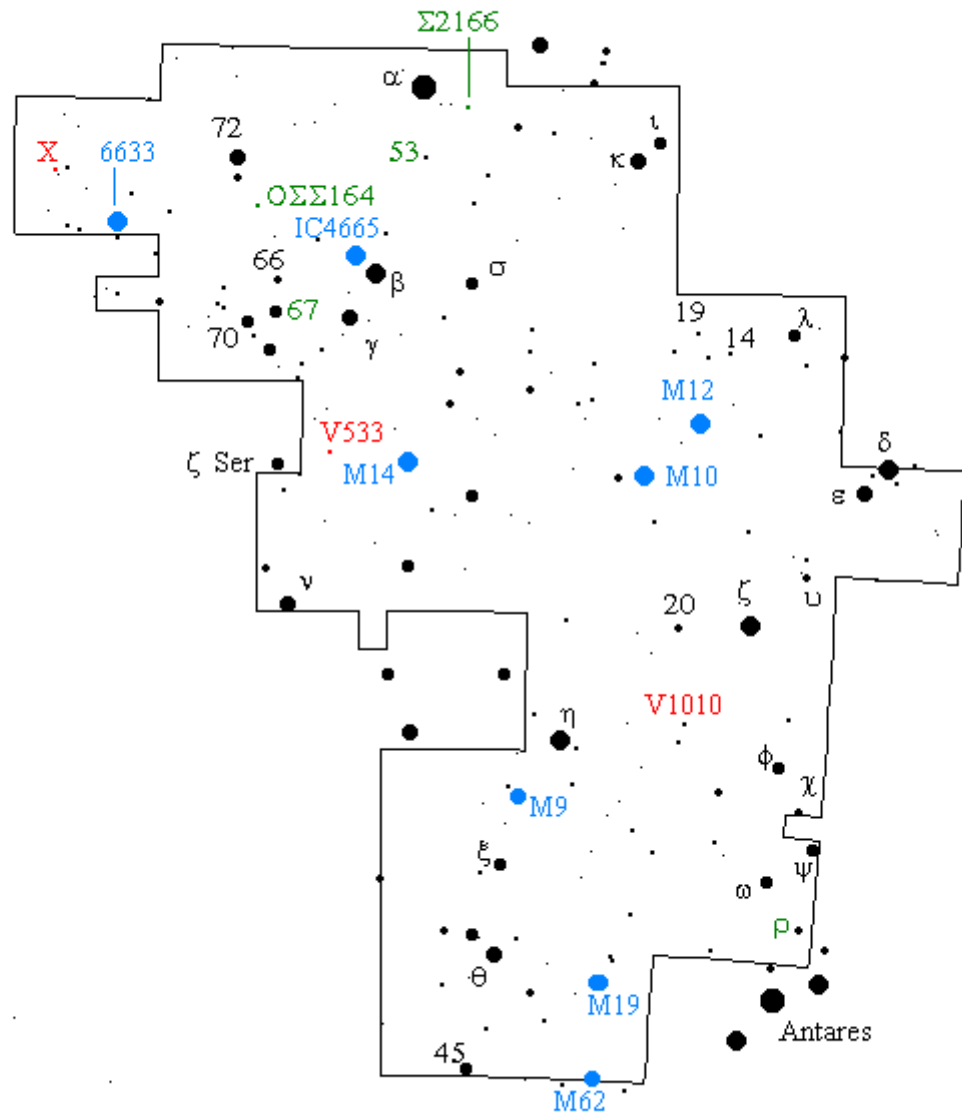 Σ2166
α
ι
72
53
κ
X
6633
ΟΣΣ164
IC4665
66
β
σ
67
19
λ
70
γ
14
M12
V533
δ
ζ Ser
M14
M10
ε
ν
υ
20
ζ
V1010
η
ϕ
χ
M9
ξ
ψ
ω
ρ
θ
M19
Antares
45
M62